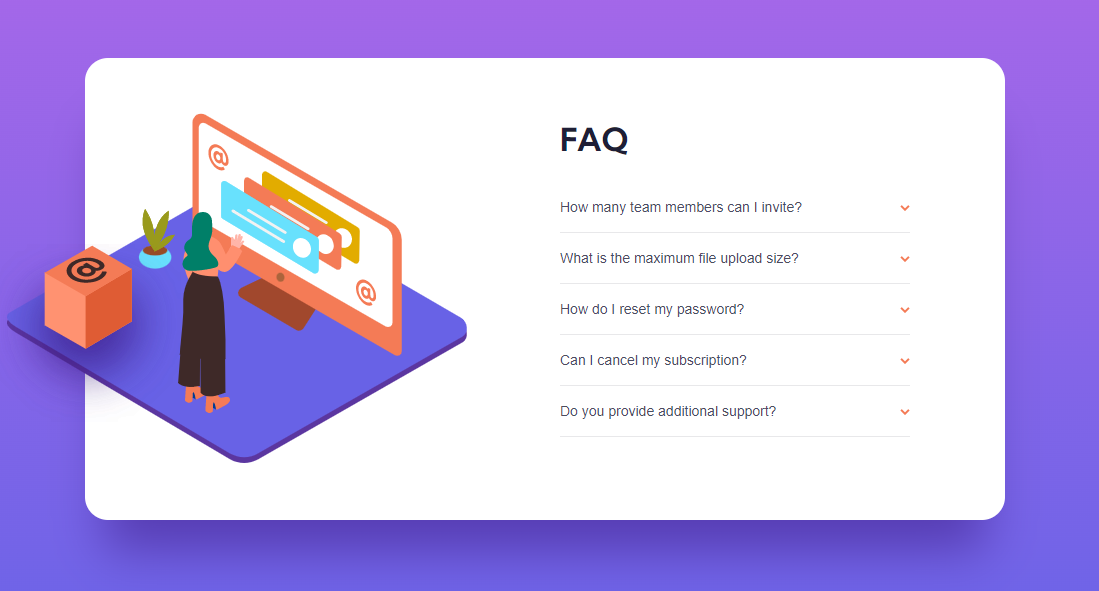 @
@
@
FAQ
How many team members can I invite?
What is the maximum file upload size?
How do I reset my password?
Can I cancel my subscription?
Do you provide additional support?